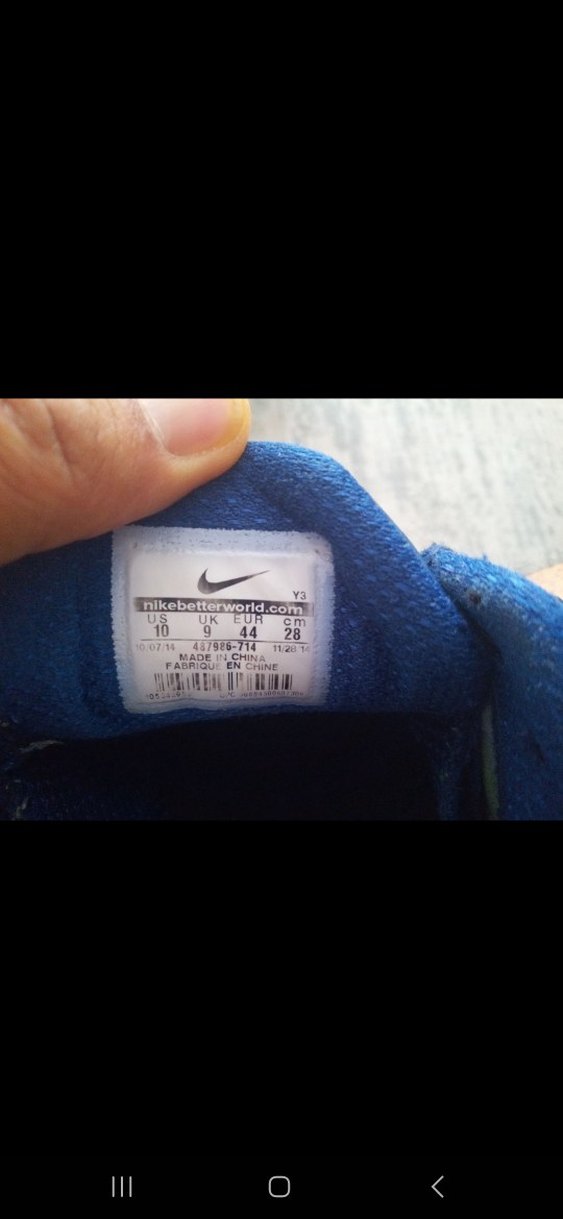 Y3
nikebetterworld.com
US UK EUR cm
10 9 44 28
10/07/14 487986-714 11/28/14
MADE IN CHINA
FABRIQUE EN CHINE
UPC